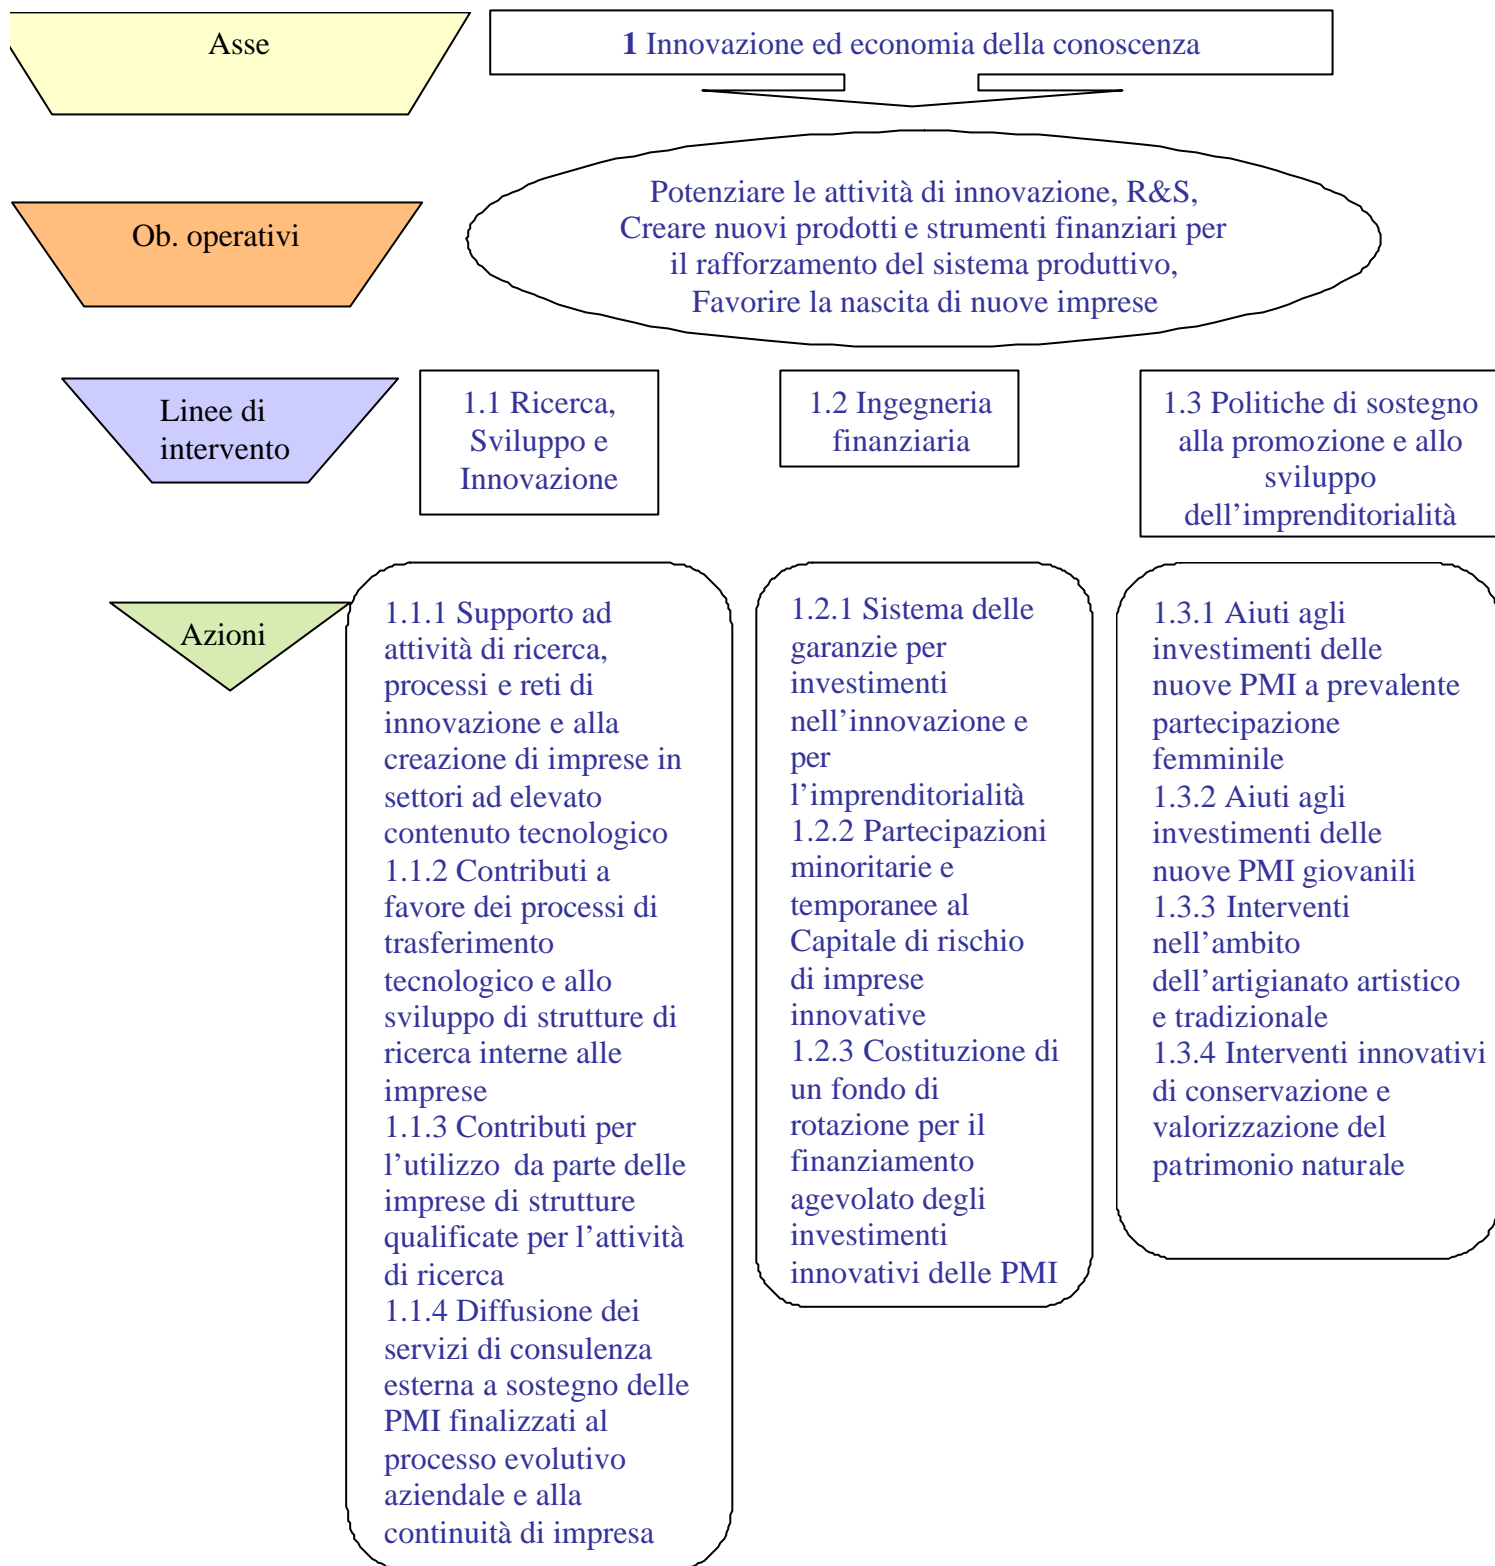 Asse
1 Innovazione ed economia della conoscenza
Ob. operativi
Potenziare le attività di innovazione, R&S,
Creare nuovi prodotti e strumenti finanziari per
il rafforzamento del sistema produttivo,
Favorire la nascita di nuove imprese
Linee di
intervento
1.1 Ricerca,
Sviluppo e
Innovazione
1.2 Ingegneria
finanziaria
1.3 Politiche di sostegno
alla promozione e allo
sviluppo
dell’imprenditorialità
Azioni
1.1.1 Supporto ad
attività di ricerca,
processi e reti di
innovazione e alla
creazione di imprese in
settori ad elevato
contenuto tecnologico
1.1.2 Contributi a
favore dei processi di
trasferimento
tecnologico e allo
sviluppo di strutture di
ricerca interne alle
imprese
1.1.3 Contributi per
l’utilizzo da parte delle
imprese di strutture
qualificate per l’attività
di ricerca
1.1.4 Diffusione dei
servizi di consulenza
esterna a sostegno delle
PMI finalizzati al
processo evolutivo
aziendale e alla
continuità di impresa
1.2.1 Sistema delle
garanzie per
investimenti
nell’innovazione e
per
l’imprenditorialità
1.2.2 Partecipazioni
minoritarie e
temporanee al
Capitale di rischio
di imprese
innovative
1.2.3 Costituzione di
un fondo di
rotazione per il
finanziamento
agevolato degli
investimenti
innovativi delle PMI
1.3.1 Aiuti agli
investimenti delle
nuove PMI a prevalente
partecipazione
femminile
1.3.2 Aiuti agli
investimenti delle
nuove PMI giovanili
1.3.3 Interventi
nell’ambito
dell’artigianato artistico
e tradizionale
1.3.4 Interventi innovativi
di conservazione e
valorizzazione del
patrimonio naturale